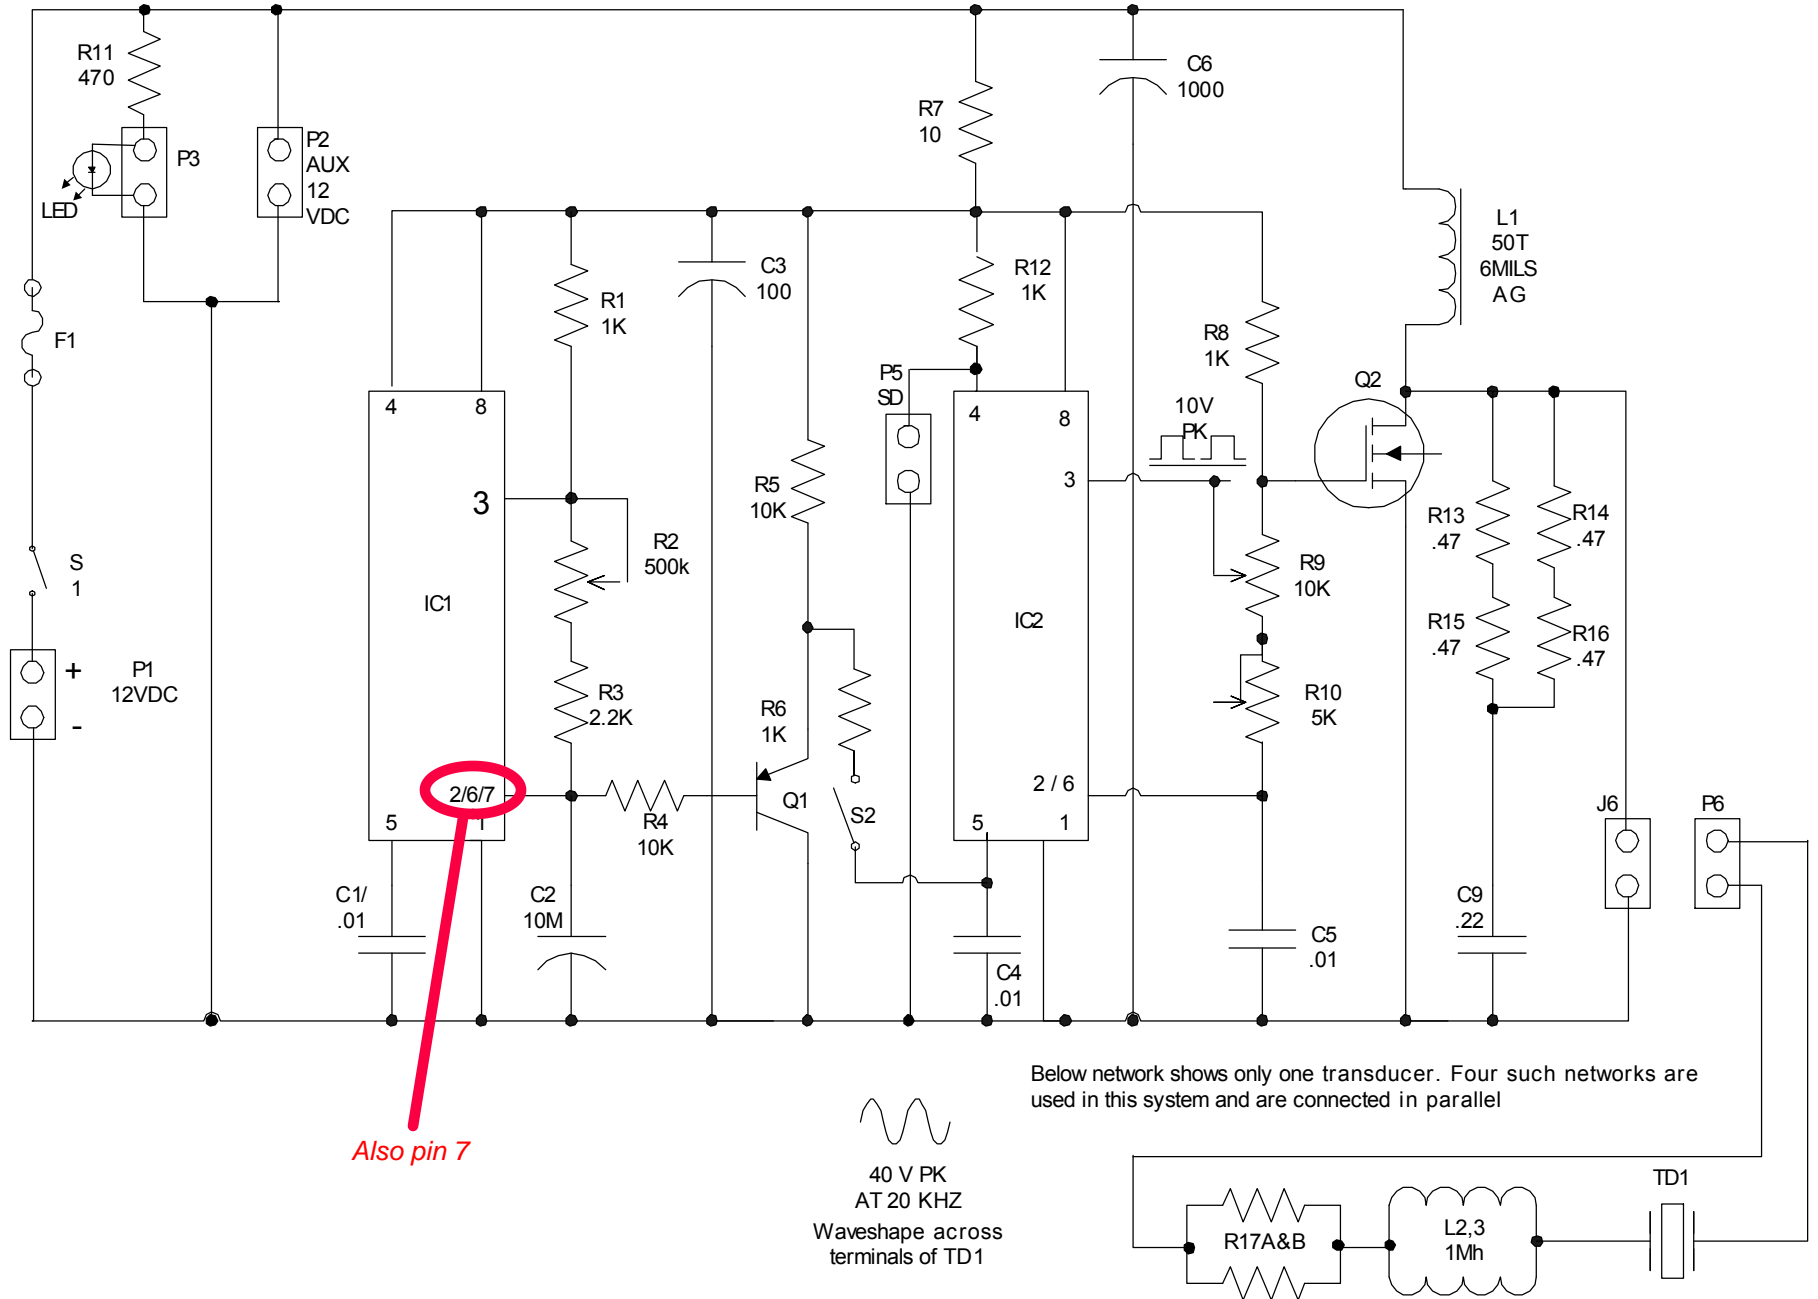 R11
470
P3
LED
P2
AUX
12
VDC
F1
S
1
P1
12VDC
+
-
R7
10
C6
1000
C3
100
R1
1K
R12
1K
R8
1K
L1
50T
6MILS
AG
P5
SD
Q2
4
8
3
IC1
2/6/7
5
1
R2
500k
R3
2.2K
R4
10K
R5
10K
R6
1K
Q1
S2
4
8
3
IC2
2 / 6
5
1
10V
PK
R9
10K
R10
5K
R13
.47
R14
.47
R15
.47
R16
.47
J6
P6
C1/
.01
C2
10M
C4
.01
C5
.01
C9
.22
Also pin 7
Below network shows only one transducer. Four such networks are
used in this system and are connected in parallel
40 V PK
AT 20 KHZ
Waveshape across
terminals of TD1
R17A&B
L2,3
1Mh
TD1